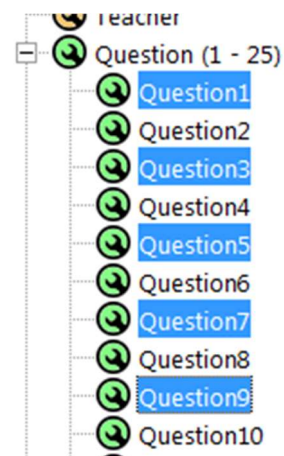 Teacher
Question (1 - 25)
Question1
Question2
Question3
Question4
Question5
Question6
Question7
Question8
Question9
Question10